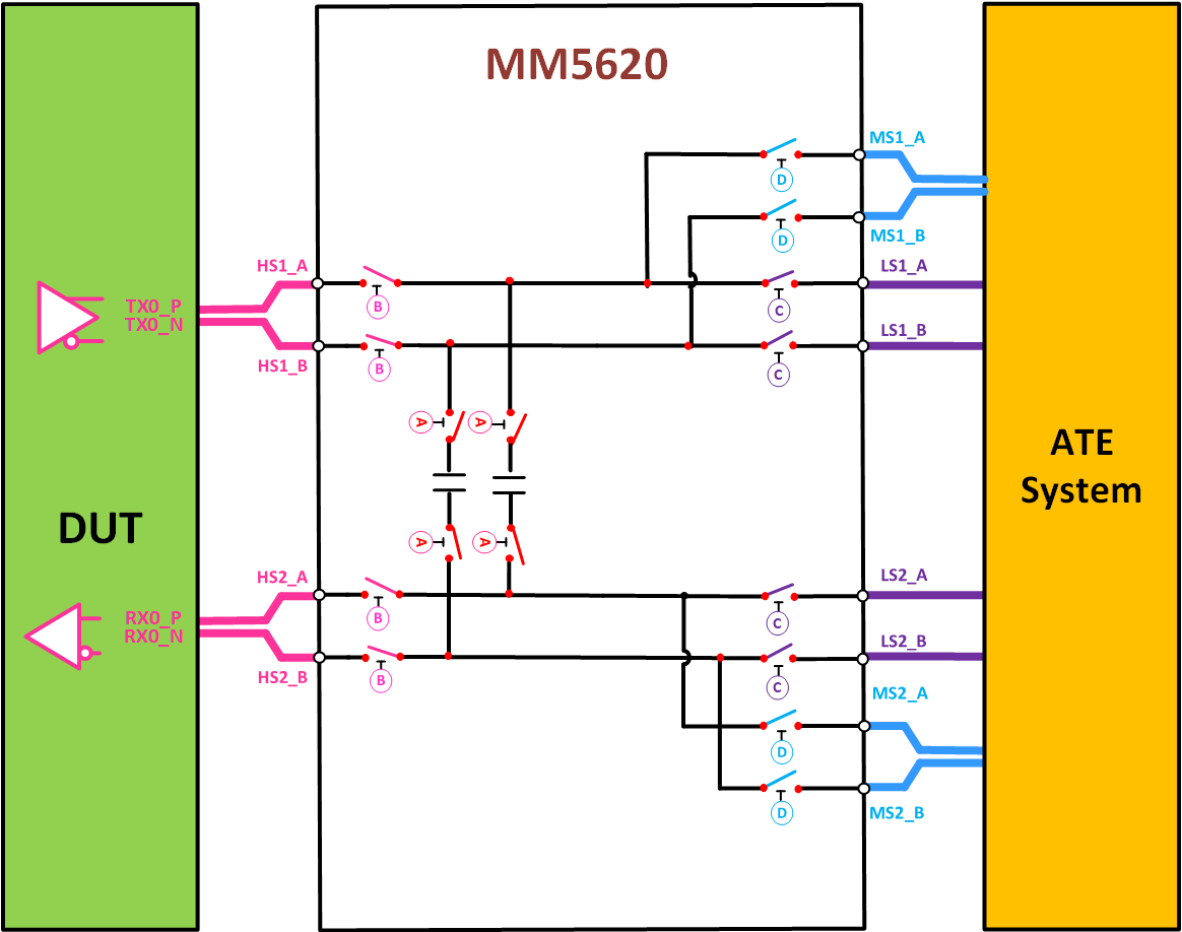 MM5620
MS1_A
D
D
MS1_B
HS1_A
LS1_A
TX0_P
TX0_N
B
C
LS1_B
HS1_B
B
C
A
A
ATE
System
DUT
A
A
HS2_A
LS2_A
RX0_P
RX0_N
B
C
LS2_B
HS2_B
B
C
MS2_A
D
D
MS2_B